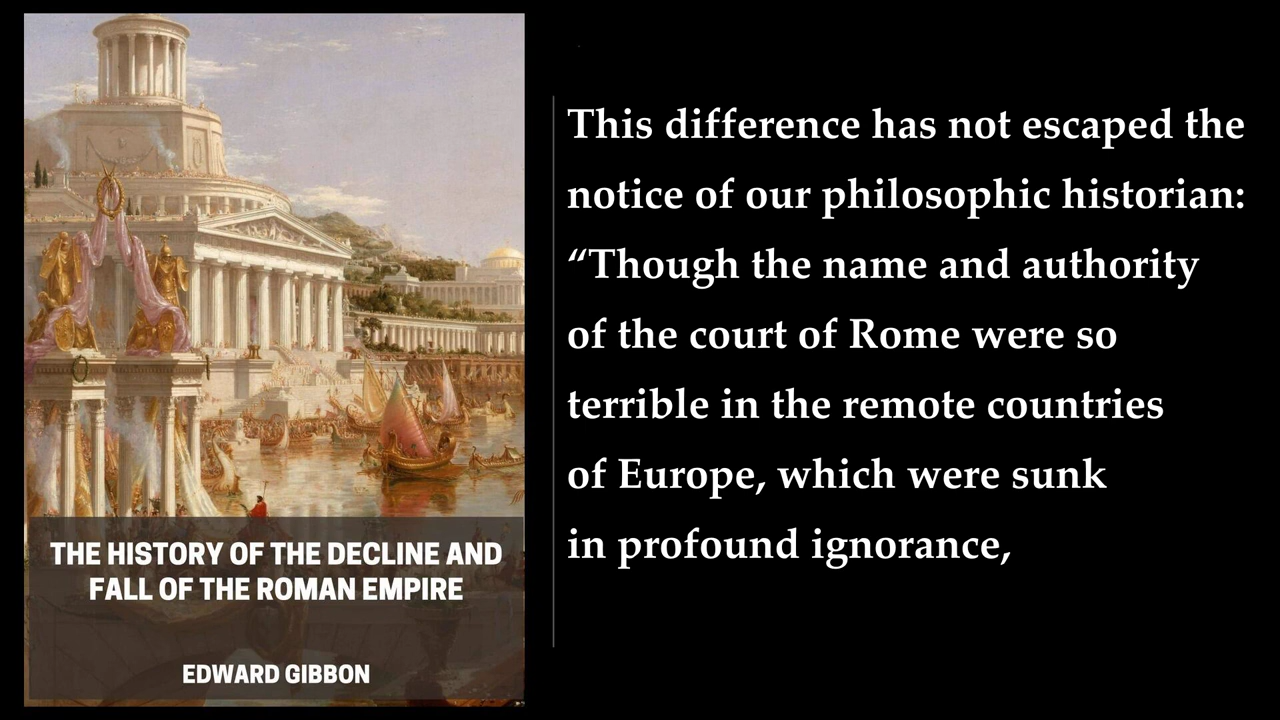 This difference has not escaped the
notice of our philosophic historian:
“Though the name and authority
of the court of Rome were so
terrible in the remote countries
of Europe, which were sunk
in profound ignorance,
THE HISTORY OF THE DECLINE AND
FALL OF THE ROMAN EMPIRE
EDWARD GIBBON